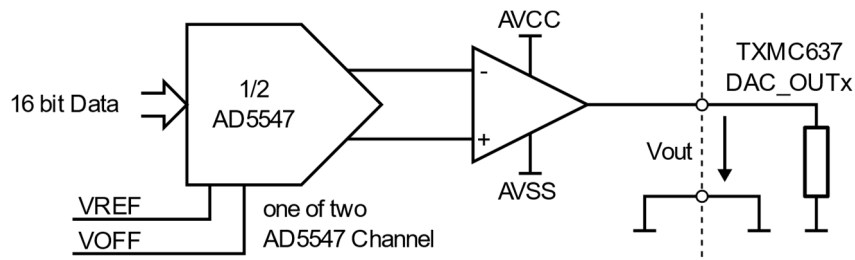 AVCC
TXMC637
DAC_OUTx
1/2
AD5547
-
16 bit Data
+
Vout
AVSS
VREF
VOFF
one of two
AD5547 Channel